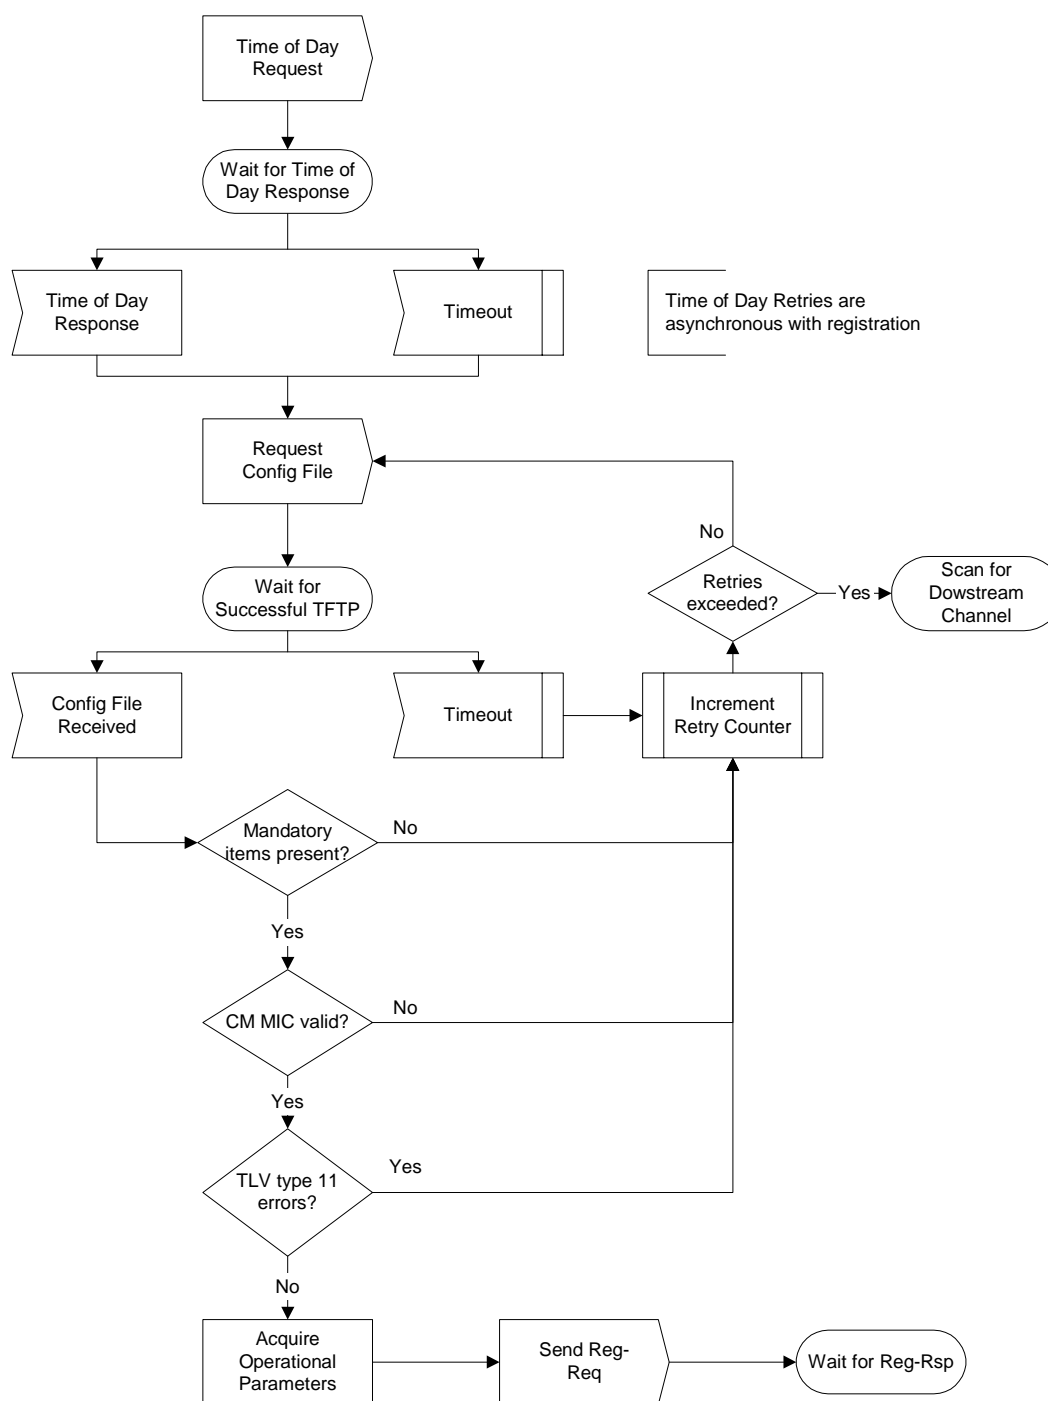 Time of Day
Request
Wait for Time of
Day Response
Time of Day
Response
Timeout
Time of Day Retries are
asynchronous with registration
Request
Config File
No
Wait for
Successful TFTP
Retries
exceeded?
Yes
Scan for
Dowstream
Channel
Config File
Received
Timeout
Increment
Retry Counter
Mandatory
items present?
No
Yes
CM MIC valid?
No
Yes
TLV type 11
errors?
Yes
No
Acquire
Operational
Parameters
Send Reg-
Req
Wait for Reg-Rsp